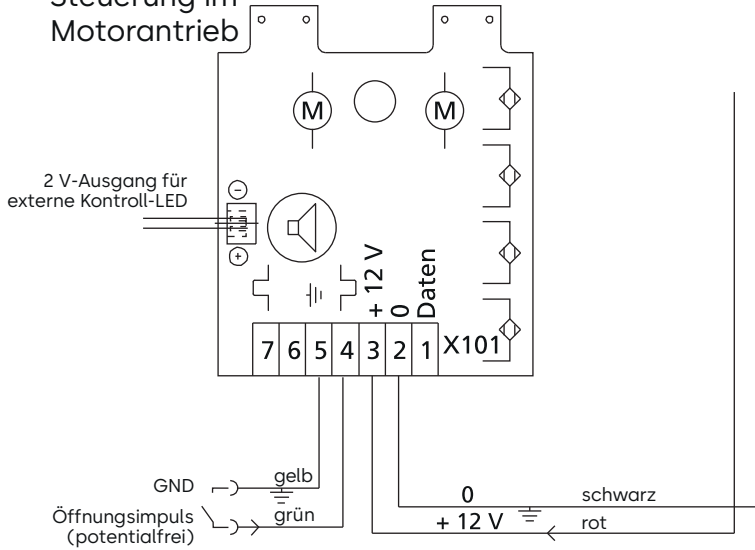 Steuerung im
Motorantrieb
M
M
2 V-Ausgang für
externe Kontroll-LED
+ 12 V
0
Daten
7 6 5 4 3 2 1 X101
GND
gelb
Öffnungsimpuls
(potentialfrei)
grün
0
schwarz
+ 12 V
rot